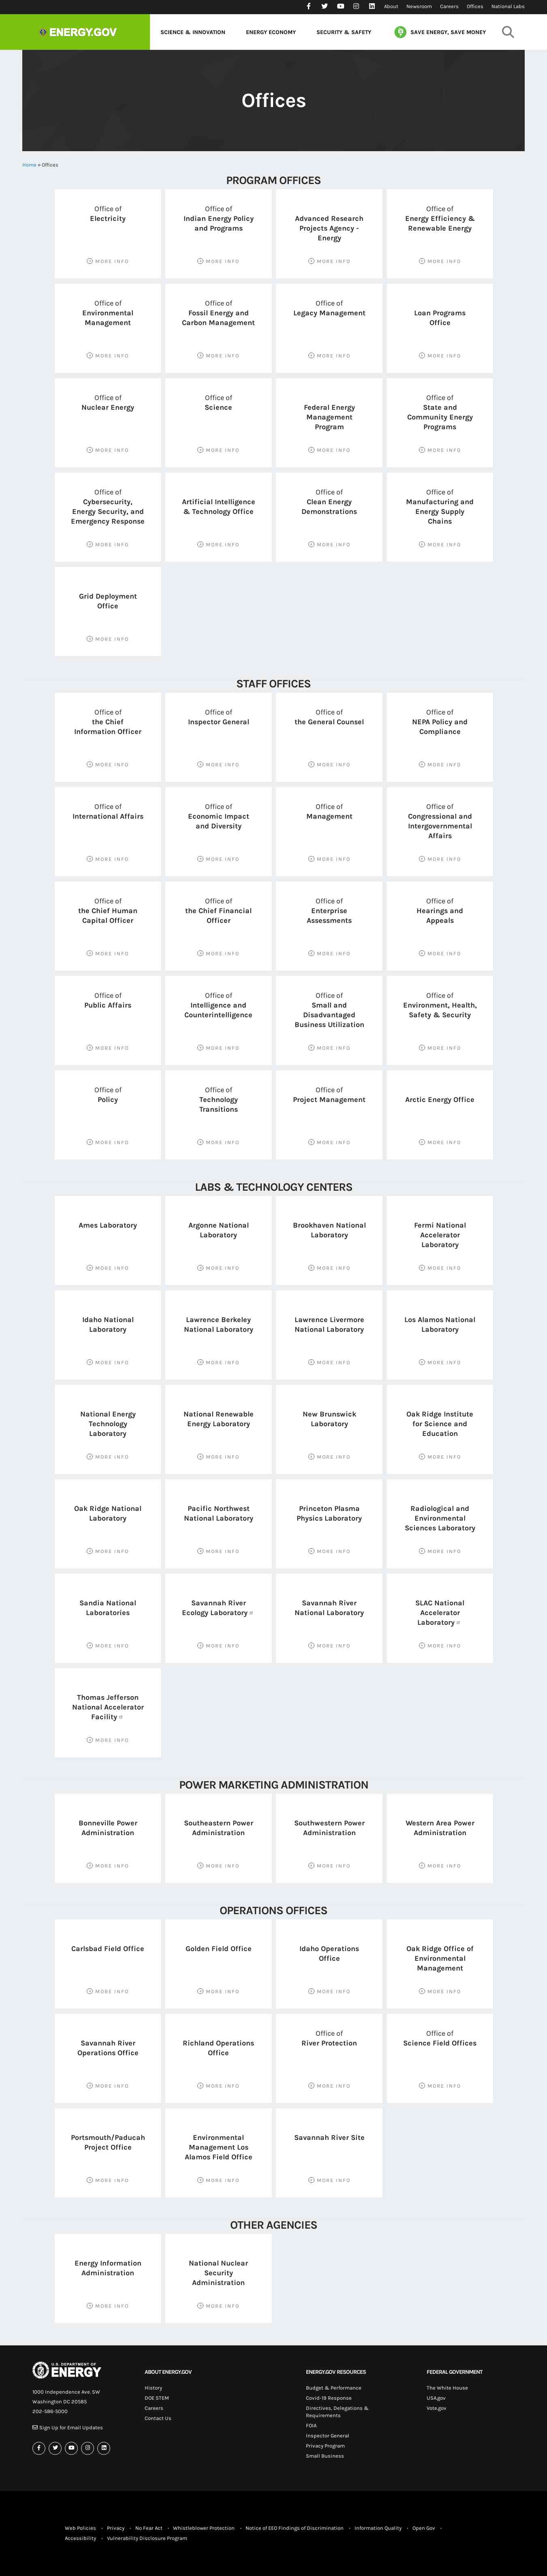 About Newsroom Careers Offices National Labs
ENERGY.GOV
SCIENCE & INNOVATION ENERGY ECONOMY SECURITY & SAFETY SAVE ENERGY, SAVE MONEY
Offices
Home » Offices
PROGRAM OFFICES
Office of
Electricity
MORE INFO
Office of
Indian Energy Policy
and Programs
MORE INFO
Advanced Research
Projects Agency -
Energy
MORE INFO
Office of
Energy Efficiency &
Renewable Energy
MORE INFO
Office of
Environmental
Management
MORE INFO
Office of
Fossil Energy and
Carbon Management
MORE INFO
Office of
Legacy Management
MORE INFO
Loan Programs
Office
MORE INFO
Office of
Nuclear Energy
MORE INFO
Office of
Science
MORE INFO
Federal Energy
Management
Program
MORE INFO
Office of
State and
Community Energy
Programs
MORE INFO
Office of
Cybersecurity,
Energy Security, and
Emergency Response
MORE INFO
Artificial Intelligence
& Technology Office
MORE INFO
Office of
Clean Energy
Demonstrations
MORE INFO
Office of
Manufacturing and
Energy Supply
Chains
MORE INFO
Grid Deployment
Office
MORE INFO
STAFF OFFICES
Office of
the Chief
Information Officer
MORE INFO
Office of
Inspector General
MORE INFO
Office of
the General Counsel
MORE INFO
Office of
NEPA Policy and
Compliance
MORE INFO
Office of
International Affairs
MORE INFO
Office of
Economic Impact
and Diversity
MORE INFO
Office of
Management
MORE INFO
Office of
Congressional and
Intergovernmental
Affairs
MORE INFO
Office of
the Chief Human
Capital Officer
MORE INFO
Office of
the Chief Financial
Officer
MORE INFO
Office of
Enterprise
Assessments
MORE INFO
Office of
Hearings and
Appeals
MORE INFO
Office of
Public Affairs
MORE INFO
Office of
Intelligence and
Counterintelligence
MORE INFO
Office of
Small and
Disadvantaged
Business Utilization
MORE INFO
Office of
Environment, Health,
Safety & Security
MORE INFO
Office of
Policy
MORE INFO
Office of
Technology
Transitions
MORE INFO
Office of
Project Management
MORE INFO
Arctic Energy Office
MORE INFO
LABS & TECHNOLOGY CENTERS
Ames Laboratory
MORE INFO
Argonne National
Laboratory
MORE INFO
Brookhaven National
Laboratory
MORE INFO
Fermi National
Accelerator
Laboratory
MORE INFO
Idaho National
Laboratory
MORE INFO
Lawrence Berkeley
National Laboratory
MORE INFO
Lawrence Livermore
National Laboratory
MORE INFO
Los Alamos National
Laboratory
MORE INFO
National Energy
Technology
Laboratory
MORE INFO
National Renewable
Energy Laboratory
MORE INFO
New Brunswick
Laboratory
MORE INFO
Oak Ridge Institute
for Science and
Education
MORE INFO
Oak Ridge National
Laboratory
MORE INFO
Pacific Northwest
National Laboratory
MORE INFO
Princeton Plasma
Physics Laboratory
MORE INFO
Radiological and
Environmental
Sciences Laboratory
MORE INFO
Sandia National
Laboratories
MORE INFO
Savannah River
Ecology Laboratory
MORE INFO
Savannah River
National Laboratory
MORE INFO
SLAC National
Accelerator
Laboratory
MORE INFO
Thomas Jefferson
National Accelerator
Facility
MORE INFO
POWER MARKETING ADMINISTRATION
Bonneville Power
Administration
MORE INFO
Southeastern Power
Administration
MORE INFO
Southwestern Power
Administration
MORE INFO
Western Area Power
Administration
MORE INFO
OPERATIONS OFFICES
Carlsbad Field Office
MORE INFO
Golden Field Office
MORE INFO
Idaho Operations
Office
MORE INFO
Oak Ridge Office of
Environmental
Management
MORE INFO
Savannah River
Operations Office
MORE INFO
Richland Operations
Office
MORE INFO
Office of
River Protection
MORE INFO
Office of
Science Field Offices
MORE INFO
Portsmouth/Paducah
Project Office
MORE INFO
Environmental
Management Los
Alamos Field Office
MORE INFO
Savannah River Site
MORE INFO
OTHER AGENCIES
Energy Information
Administration
MORE INFO
National Nuclear
Security
Administration
MORE INFO
U.S. DEPARTMENT OF
ENERGY
1000 Independence Ave. SW
Washington DC 20585
202-586-5000
Sign Up for Email Updates
ABOUT ENERGY.GOV
History
DOE STEM
Careers
Contact Us
ENERGY.GOV RESOURCES
Budget & Performance
Covid-19 Response
Directives, Delegations &
Requirements
FOIA
Inspector General
Privacy Program
Small Business
FEDERAL GOVERNMENT
The White House
USA.gov
Vote.gov
Web Policies • Privacy • No Fear Act • Whistleblower Protection • Notice of EEO Findings of Discrimination • Information Quality • Open Gov •
Accessibility • Vulnerability Disclosure Program